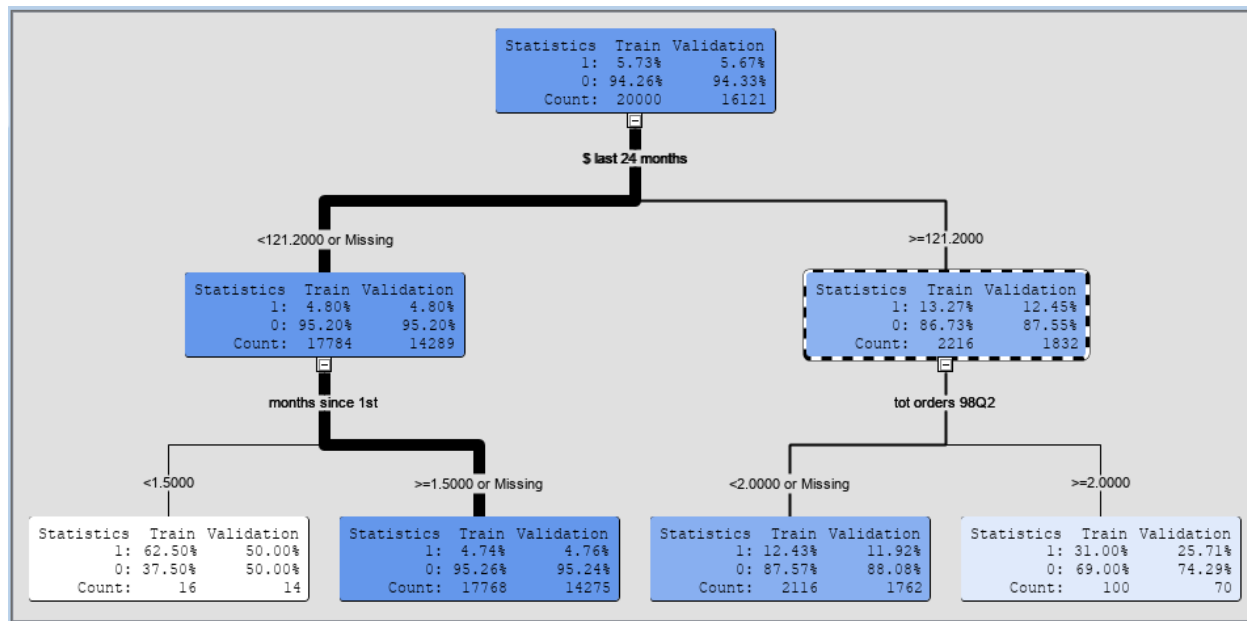 Statistics Train Validation
1: 5.73% 5.67%
0: 94.26% 94.33%
Count: 20000 16121
$ last 24 months
<121.2000 or Missing
>=121.2000
Statistics Train Validation
1: 4.80% 4.80%
0: 95.20% 95.20%
Count: 17784 14289
Statistics Train Validation
1: 13.27% 12.45%
0: 86.73% 87.55%
Count: 2216 1832
months since 1st
tot orders 98Q2
<1.5000
>=1.5000 or Missing
<2.0000 or Missing
>=2.0000
Statistics Train Validation
1: 62.50% 50.00%
0: 37.50% 50.00%
Count: 16 14
Statistics Train Validation
1: 4.74% 4.76%
0: 95.26% 95.24%
Count: 17768 14275
Statistics Train Validation
1: 12.43% 11.92%
0: 87.57% 88.08%
Count: 2116 1762
Statistics Train Validation
1: 31.00% 25.71%
0: 69.00% 74.29%
Count: 100 70